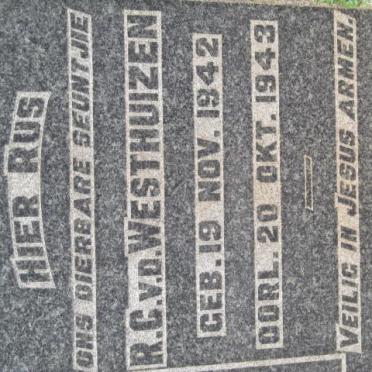 HIER RUS
ONS DIERBARE SEUNTJIE
R.C.v.D. WESTHUIZEN
GEB. 19 NOV. 1942
OORL. 20 OKT. 1943
VEILIG IN JESUS ARMEN.